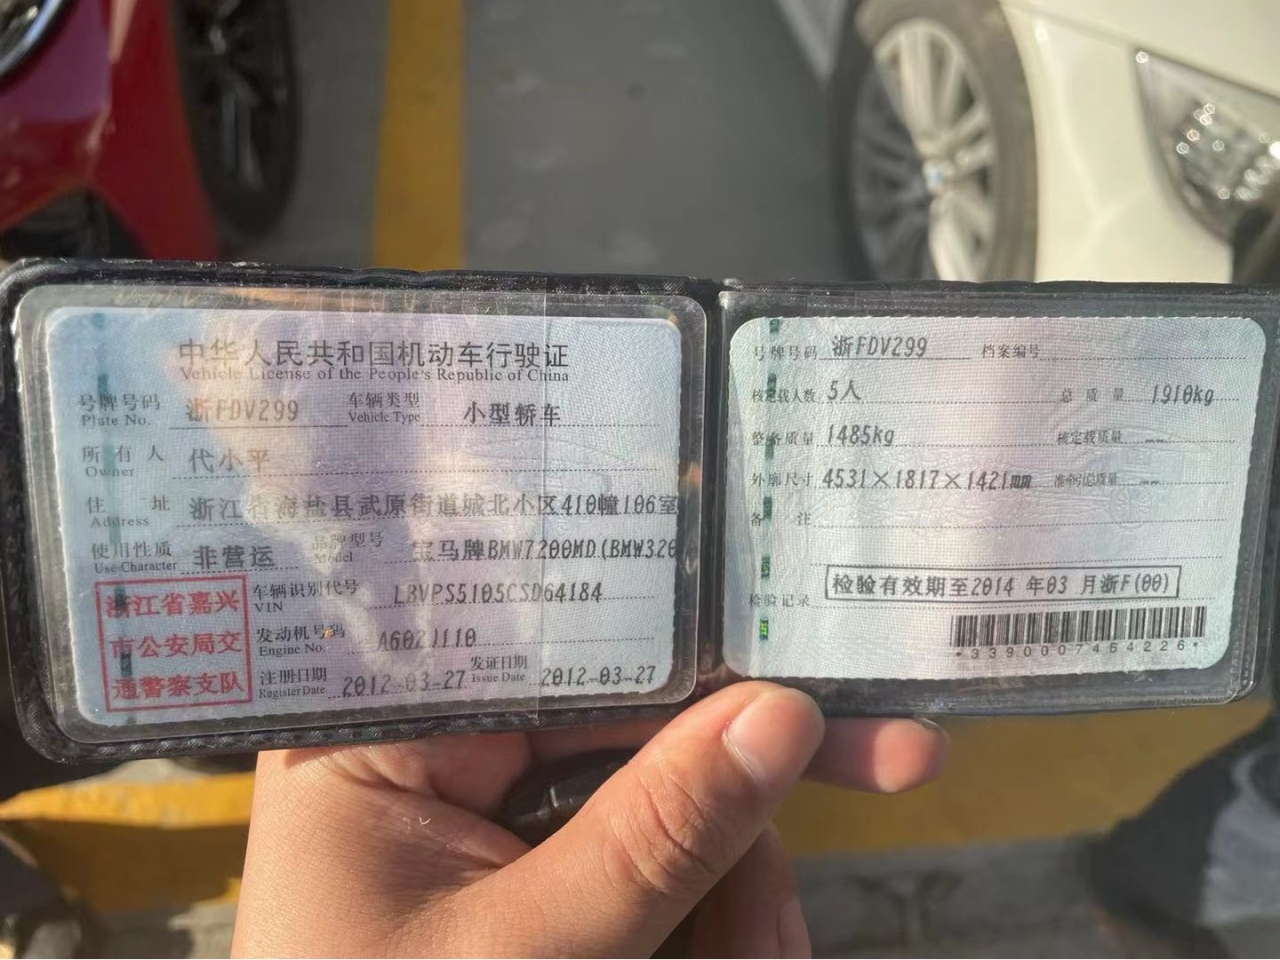 中华人民共和国机动车行驶证
Vehicle License of the People's Republic of China
号牌号码 浙FDV299 车辆类型 小型轿车
Plate No. Vehicle Type
所有人 代小平
Owner
住址 浙江省海盐县武原街道城北小区410幢106室
Address
使用性质 非营运 品牌型号 宝马牌BMW7200MD(BMW320
Use Character Model
浙江省嘉兴
市公安局交
通警察支队
车辆识别代号 LBVPS5105CSD64184
VIN
发动机号码 A602J110
Engine No.
注册日期 2012-03-27 发证日期 2012-03-27
Register Date Issue Date
号牌号码 浙FDV299 档案编号
核定载人数 5人 总质量 1910kg
整备质量 1485kg 核定载质量 --
外廓尺寸 4531×1817×1421mm 准牵引总质量 --
备注
检验记录 检验有效期至2014年03月浙F(00)
*3390007464226*